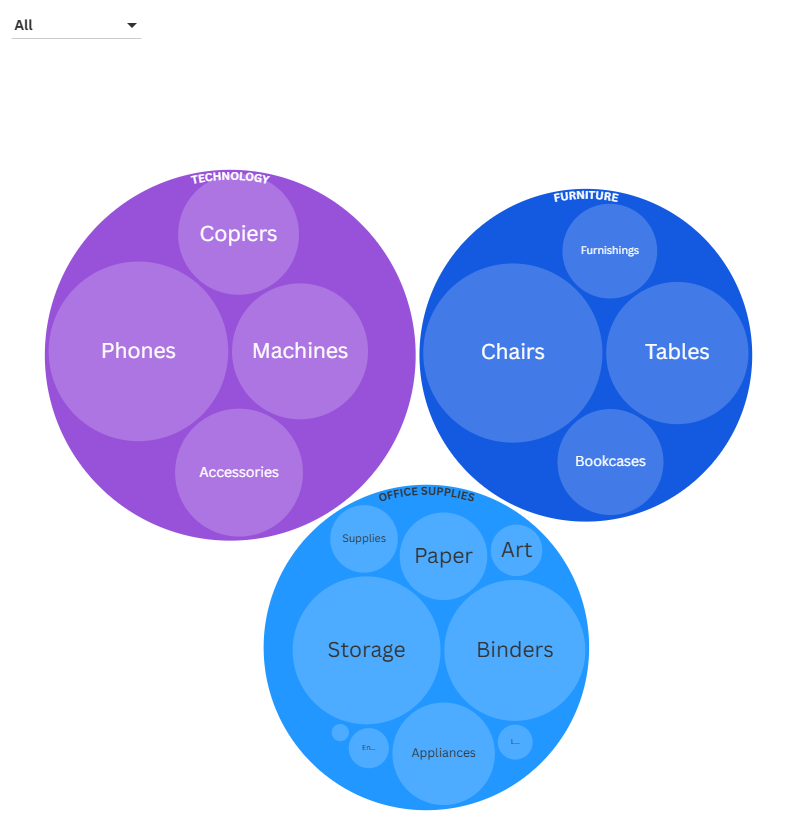 All
TECHNOLOGY
Copiers
Phones
Machines
Accessories
FURNITURE
Furnishings
Chairs
Tables
Bookcases
OFFICE SUPPLIES
Supplies
Paper
Art
Storage
Binders
En...
Appliances
L...